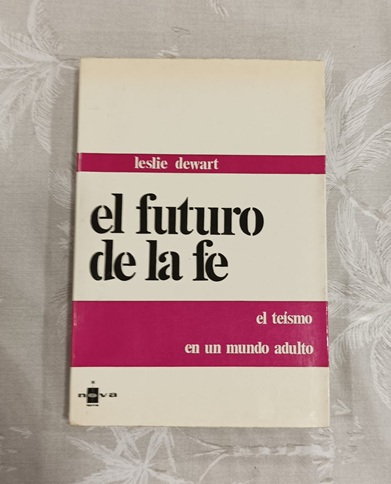 leslie dewart
el futuro
de la fe
el teísmo
en un mundo adulto
nova